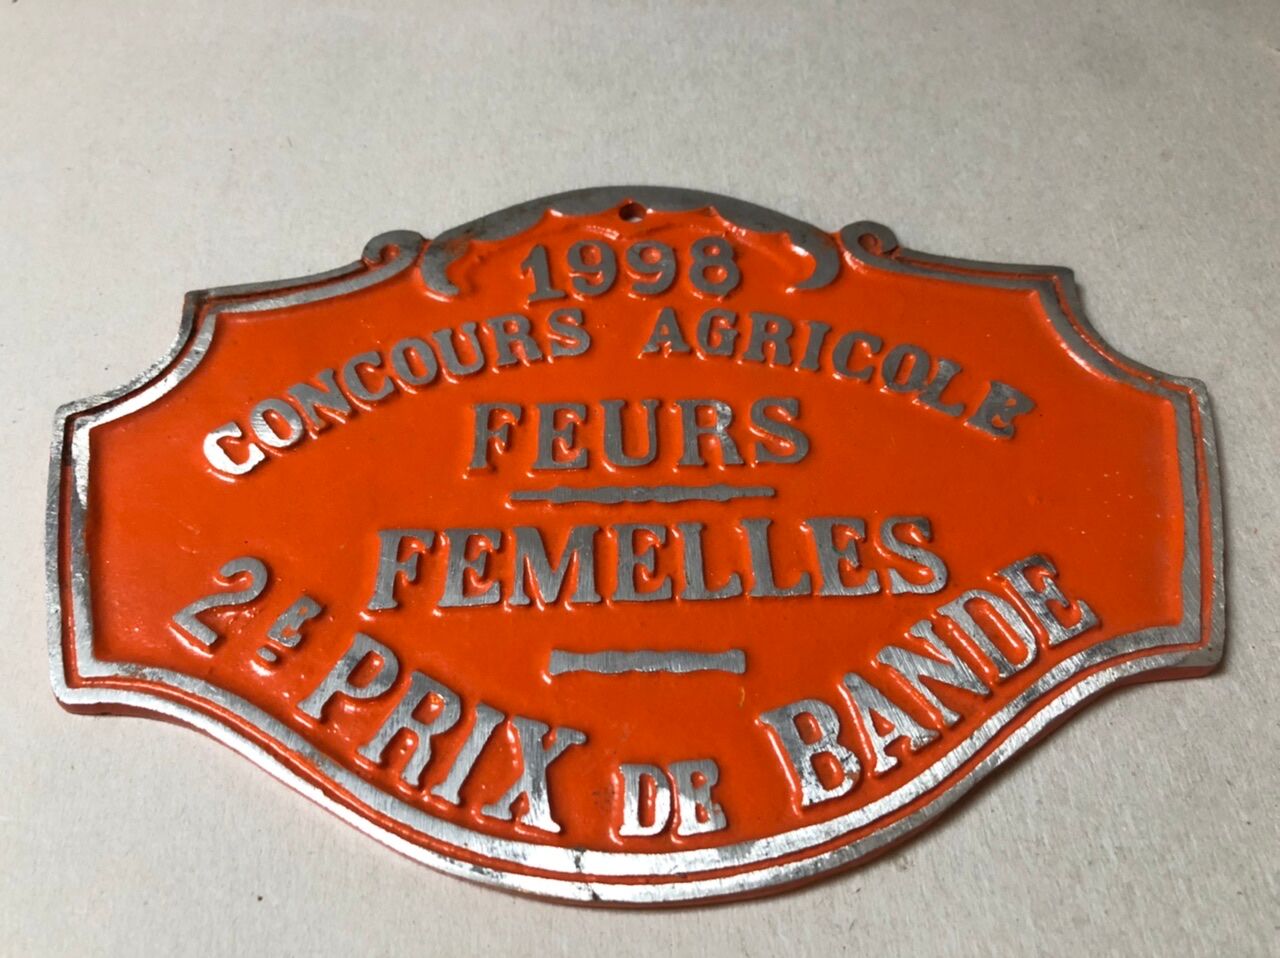 1998
CONCOURS AGRICOLE
FEURS
FEMELLES
2E PRIX DE BANDE